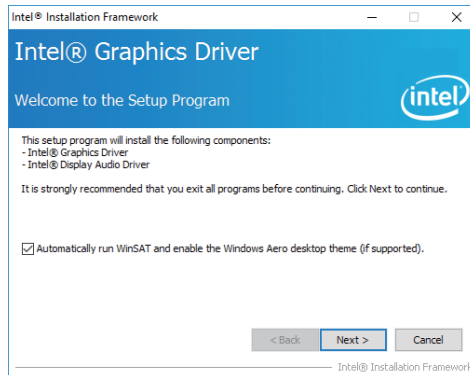 Intel® Installation Framework
Intel® Graphics Driver
Welcome to the Setup Program
intel
This setup program will install the following components:
- Intel® Graphics Driver
- Intel® Display Audio Driver
It is strongly recommended that you exit all programs before continuing. Click Next to continue.
Automatically run WinSAT and enable the Windows Aero desktop theme (if supported).
< Back Next > Cancel
Intel® Installation Framework